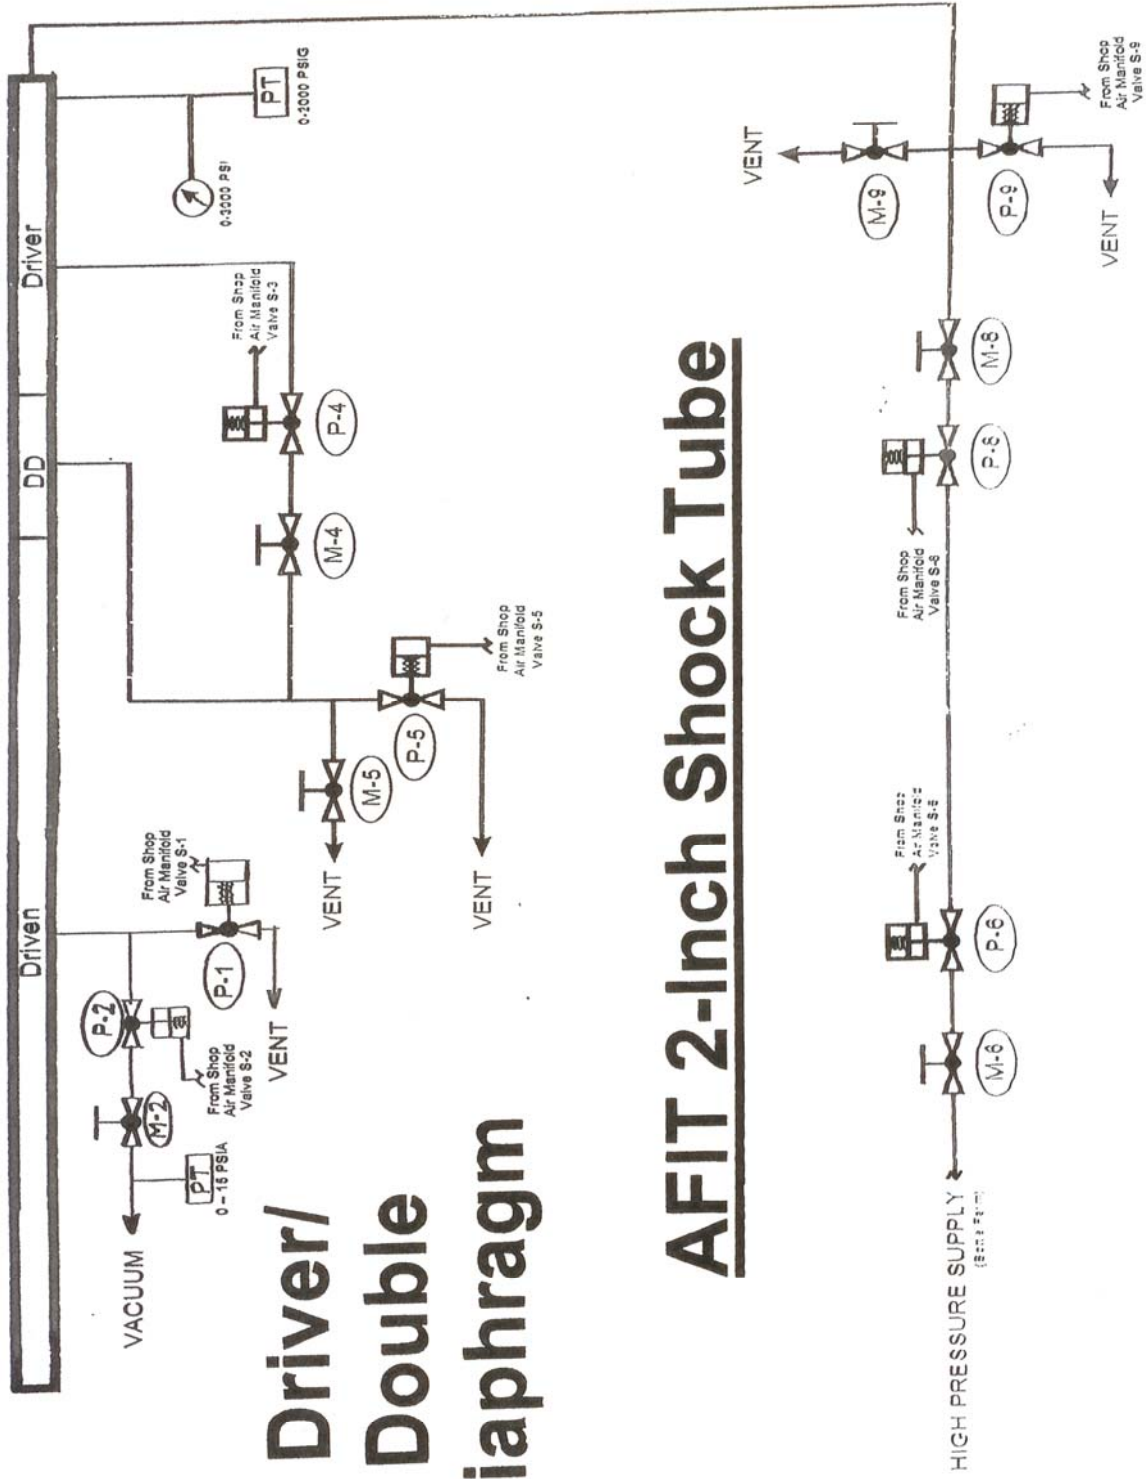 Driven
DD
Driver
VACUUM
P-2
M-2
PT
0 – 15 PSIA
From Shop
Air Manifold
Valve S-2
From Shop
Air Manifold
Valve S-1
P-1
VENT
From Shop
Air Manifold
Valve S-3
P-4
M-4
0-3000 PSI
PT
0-2000 PSIG
M-5
VENT
P-5
VENT
From Shop
Air Manifold
Valve S-5
Driver/
Double
iaphragm
AFIT 2-Inch Shock Tube
VENT
M-9
P-9
VENT
From Shop
Air Manifold
Valve S-9
From Shop
Air Manifold
From Shop
Air Manifold
HIGH PRESSURE SUPPLY
M-6
P-6
P-8
M-8